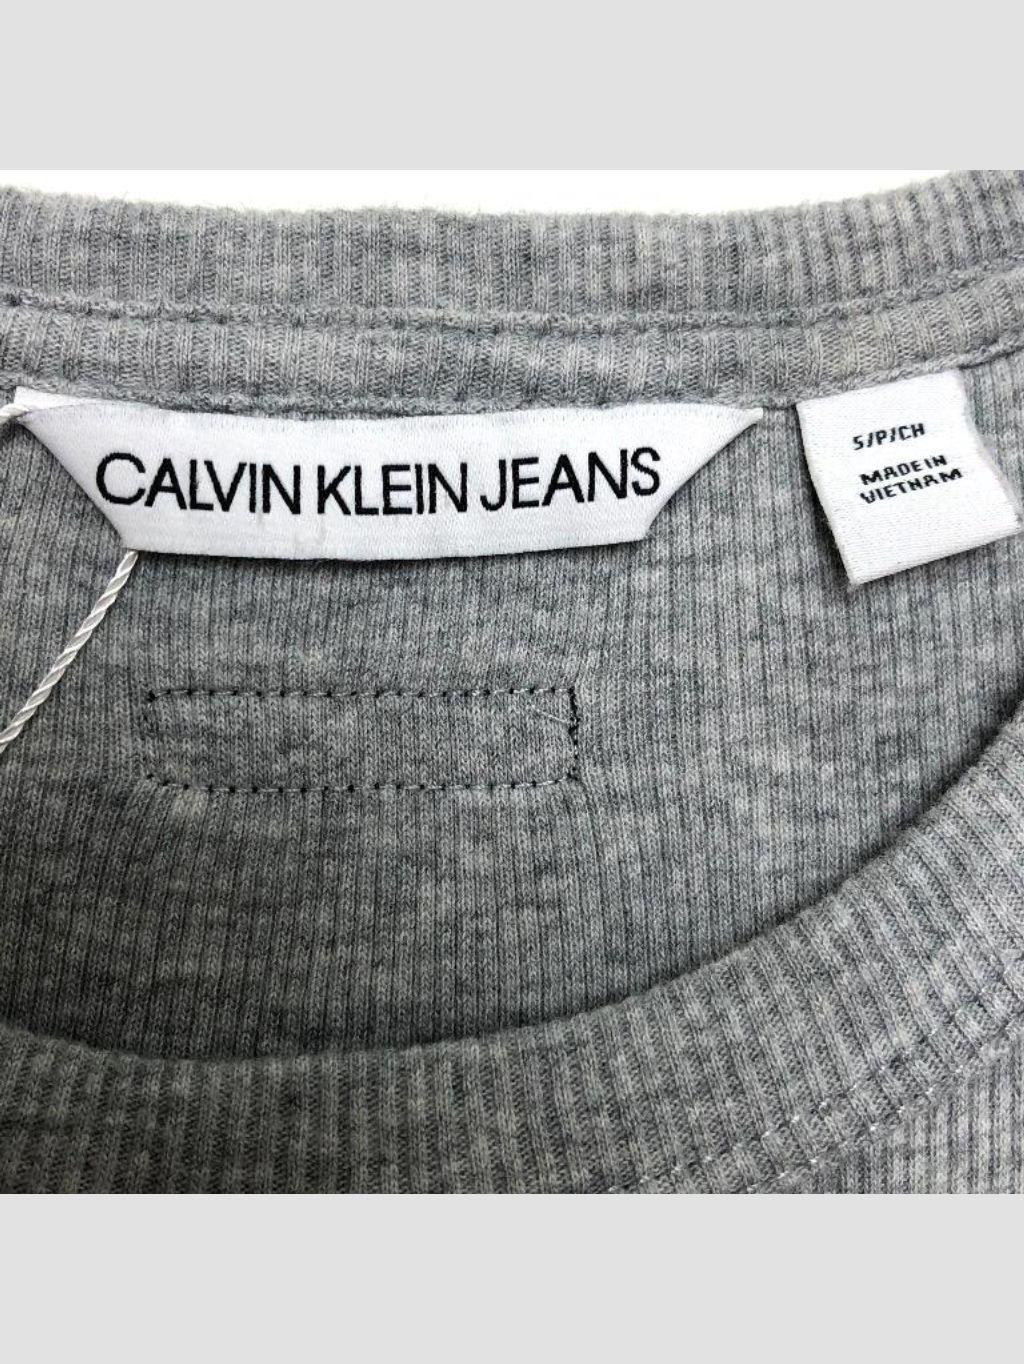 CALVIN KLEIN JEANS
S/P/CH
MADE IN
VIETNAM